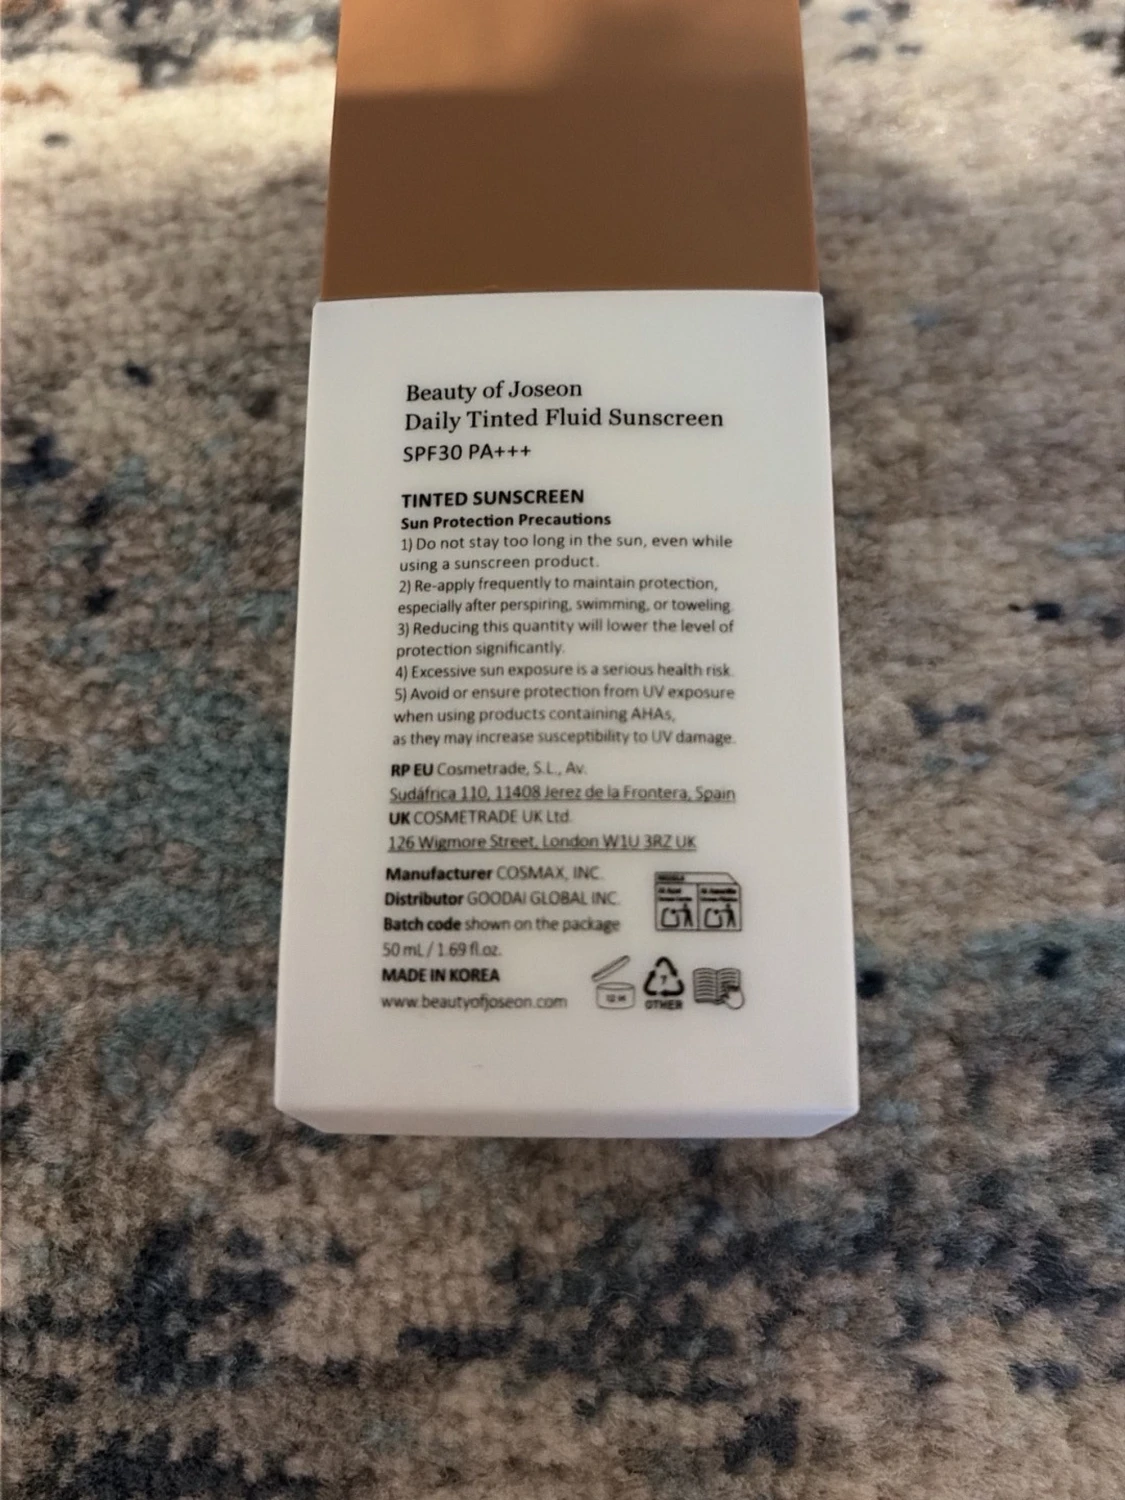 Beauty of Joseon
Daily Tinted Fluid Sunscreen
SPF30 PA+++
TINTED SUNSCREEN
Sun Protection Precautions
1) Do not stay too long in the sun, even while
using a sunscreen product.
2) Re-apply frequently to maintain protection,
especially after perspiring, swimming, or toweling.
3) Reducing this quantity will lower the level of
protection significantly.
4) Excessive sun exposure is a serious health risk.
5) Avoid or ensure protection from UV exposure
when using products containing AHAs,
as they may increase susceptibility to UV damage.
RP EU Cosmetrade, S.L., Av.
Sudáfrica 110, 11408 Jerez de la Frontera, Spain
UK COSMETRADE UK Ltd.
126 Wigmore Street, London W1U 3RZ UK
Manufacturer COSMAX, INC.
Distributor GOODAI GLOBAL INC.
Batch code shown on the package
50 mL / 1.69 fl.oz.
MADE IN KOREA
www.beautyofjoseon.com
12 M
7
OTHER